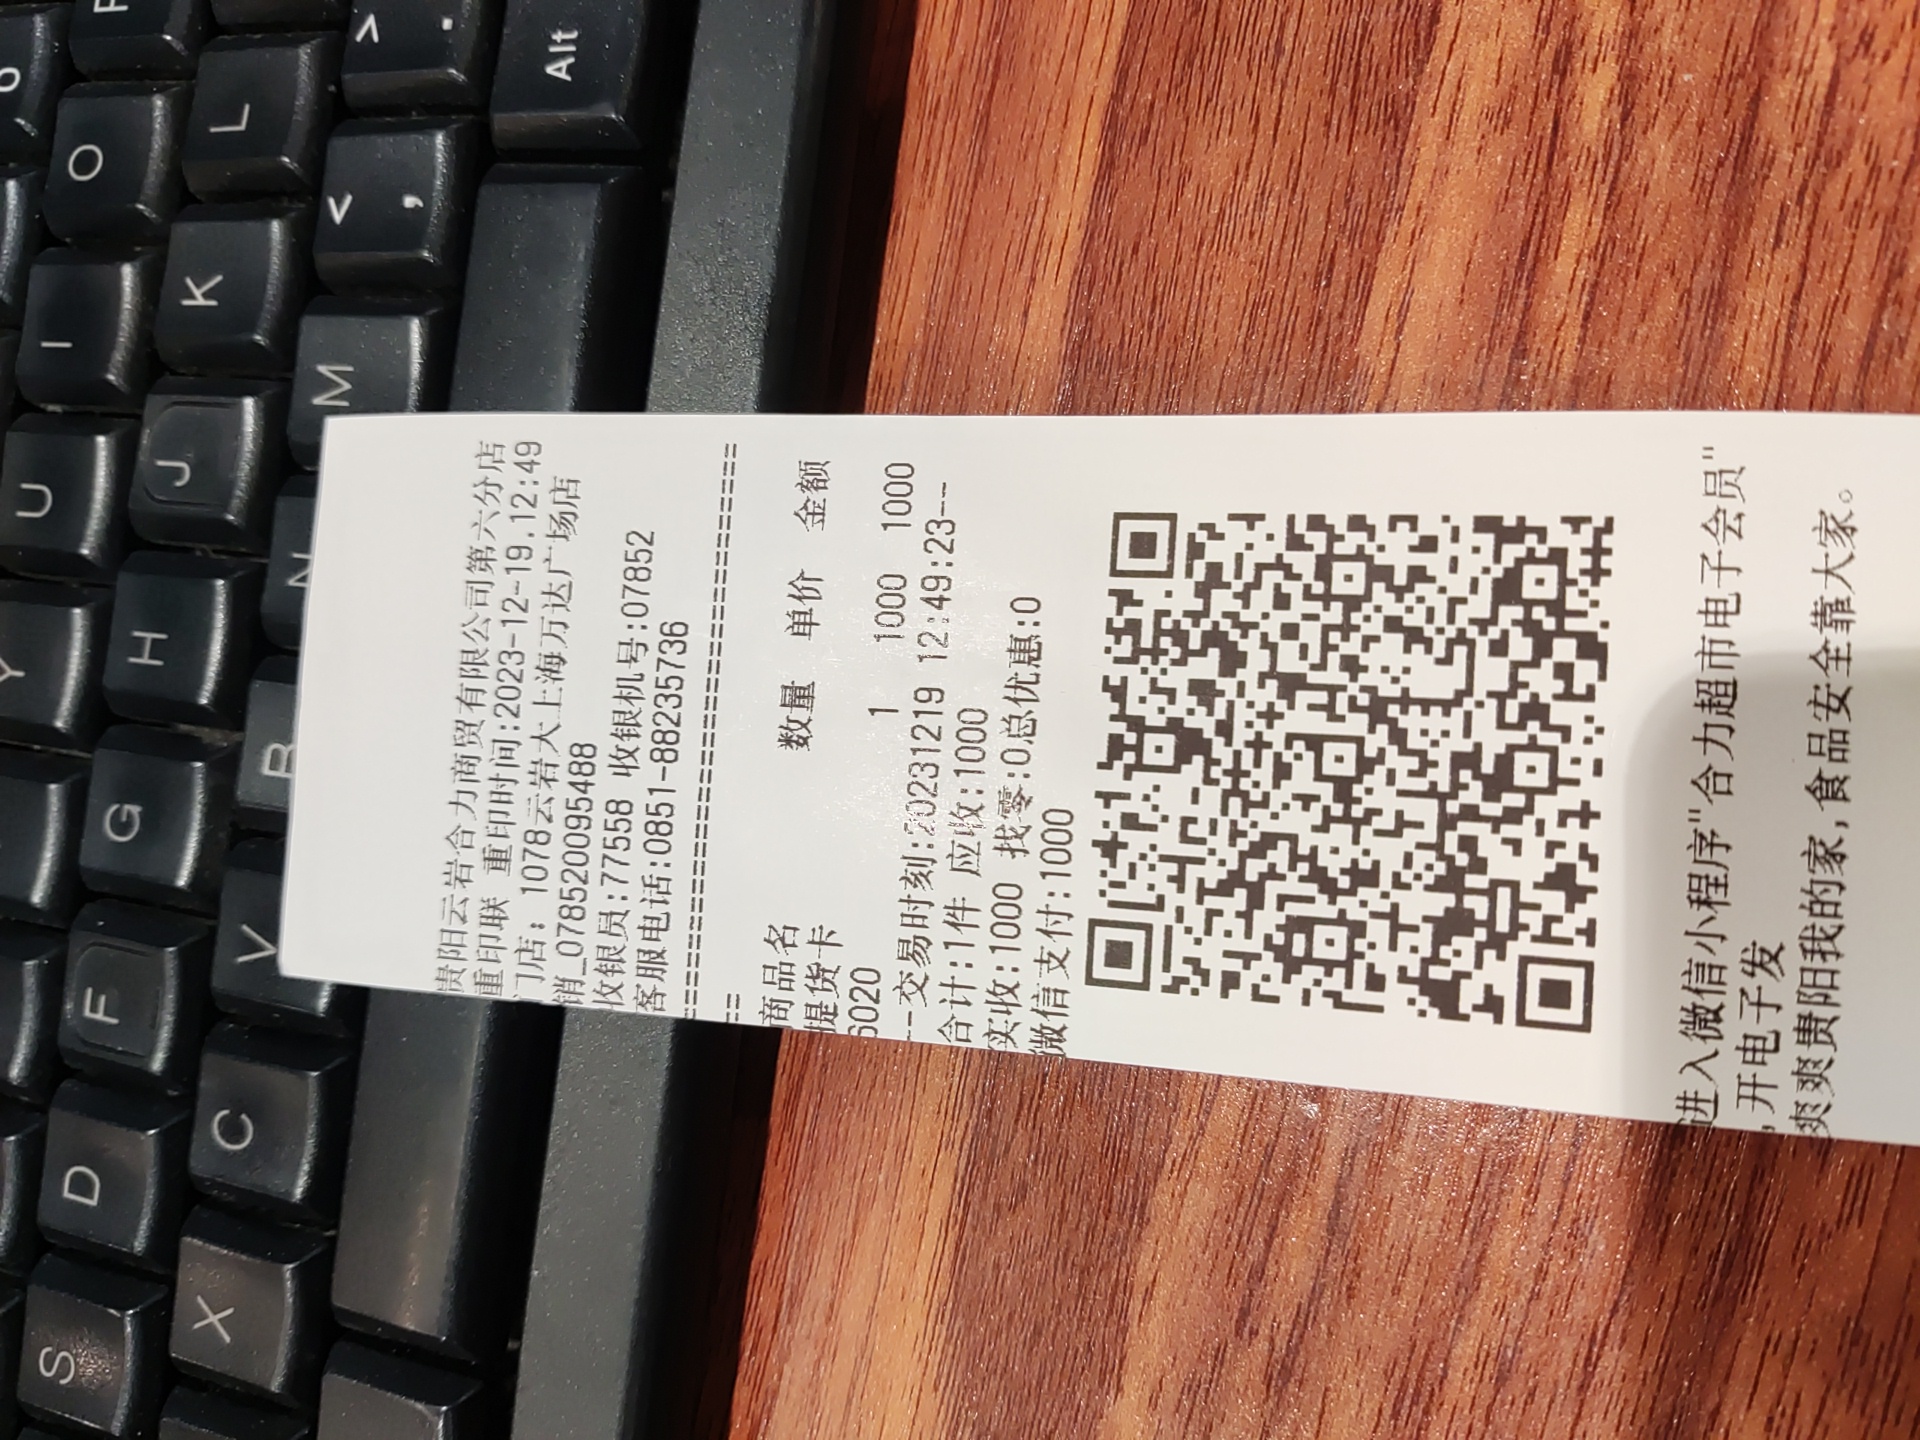 贵阳云岩合力商贸有限公司第六分店
重印联 重印时间:2023-12-19.12:49
门店: 1078云岩大上海万达广场店
销_0785200095488
收银员:77558 收银机号:07852
客服电话:0851-88235736
==================================
==
商品名 数量 单价 金额
提货卡
6020 1 1000 1000
--交易时刻:20231219 12:49:23--
合计:1件 应收:1000
实收:1000 找零:0总优惠:0
微信支付:1000
进入微信小程序"合力超市电子会员"
,开电子发
爽爽贵阳我的家,食品安全靠大家。
O
L
>
.
Alt
I
K
<
,
U
J
M
Y
H
N
G
B
F
V
D
C
S
X